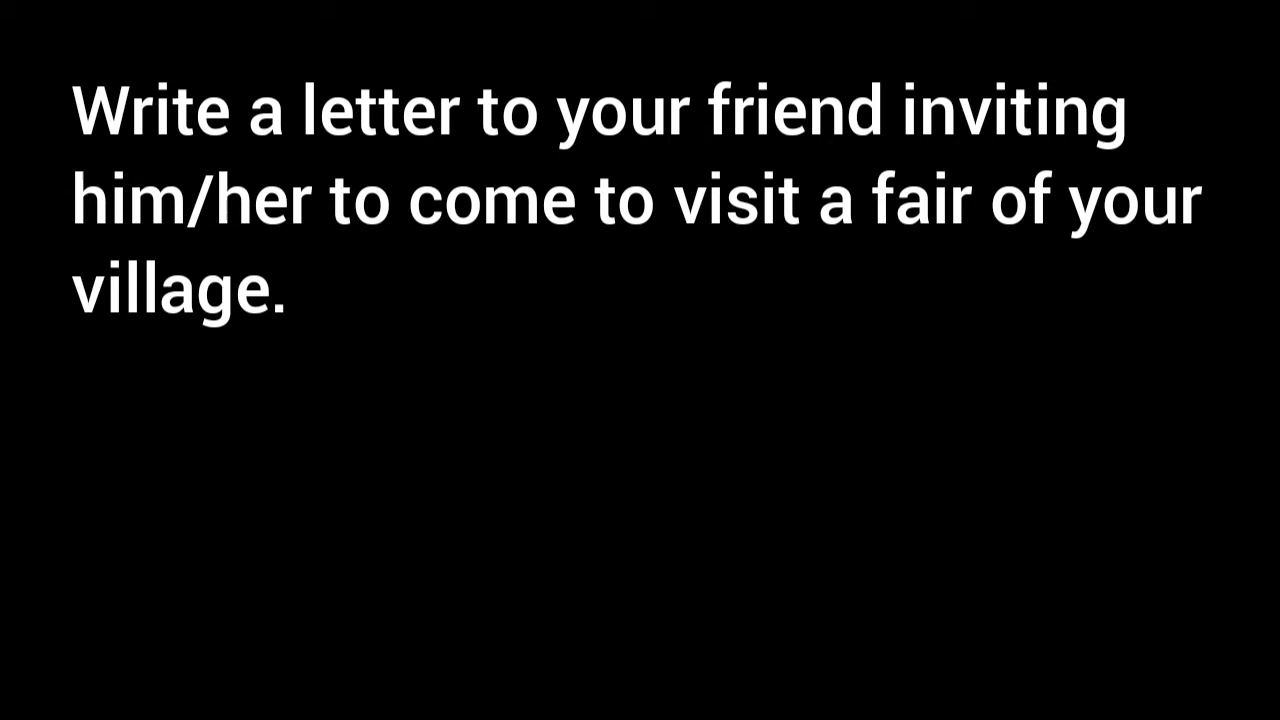 Write a letter to your friend inviting
him/her to come to visit a fair of your
village.